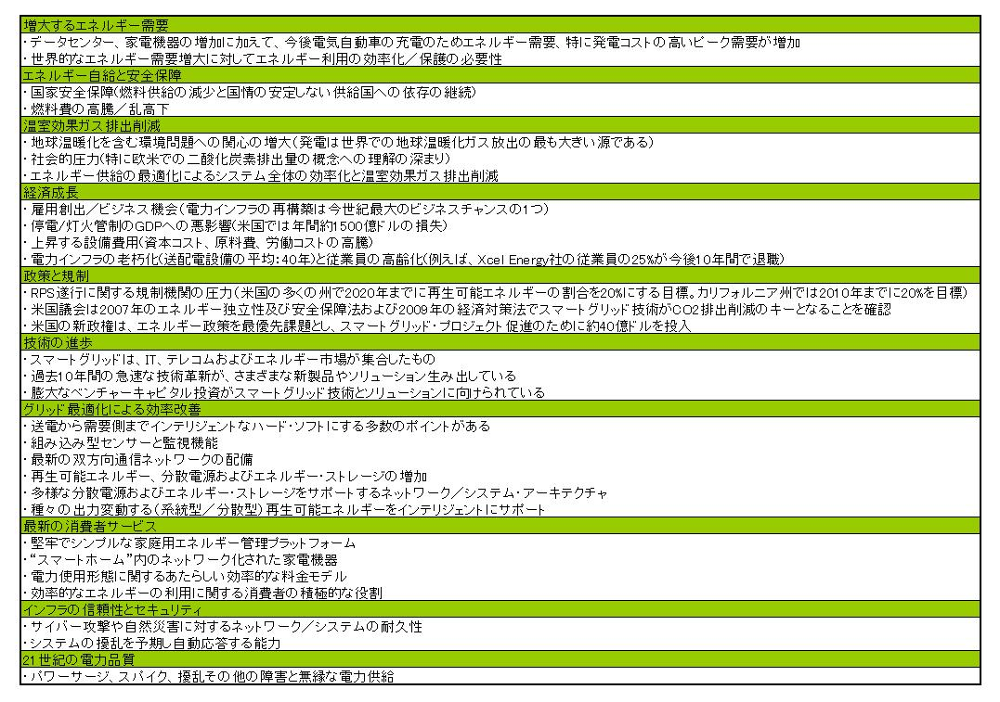 増大するエネルギー需要
・データセンター、家電機器の増加に加えて、今後電気自動車の充電のためエネルギー需要、特に発電コストの高いピーク需要が増加
・世界的なエネルギー需要増大に対してエネルギー利用の効率化／保護の必要性
エネルギー自給と安全保障
・国家安全保障(燃料供給の減少と国情の安定しない供給国への依存の継続)
・燃料費の高騰／乱高下
温室効果ガス排出削減
・地球温暖化を含む環境問題への関心の増大(発電は世界での地球温暖化ガス放出の最も大きい源である)
・社会的圧力(特に欧米での二酸化炭素排出量の概念への理解の深まり)
・エネルギー供給の最適化によるシステム全体の効率化と温室効果ガス排出削減
経済成長
・雇用創出／ビジネス機会(電力インフラの再構築は今世紀最大のビジネスチャンスの1つ)
・停電/灯火管制のGDPへの悪影響(米国では年間約1500億ドルの損失)
・上昇する設備費用(資本コスト、原料費、労働コストの高騰)
・電力インフラの老朽化(送配電設備の平均：40年)と従業員の高齢化(例えば、Xcel Energy社の従業員の25%が今後10年間で退職)
政策と規制
・RPS遂行に関する規制機関の圧力(米国の多くの州で2020年までに再生可能エネルギーの割合を20%にする目標。カリフォルニア州では2010年までに20%を目標)
・米国議会は2007年のエネルギー独立性及び安全保障法および2009年の経済対策法でスマートグリッド技術がCO2排出削減のキーとなることを確認
・米国の新政権は、エネルギー政策を最優先課題とし、スマートグリッド・プロジェクト促進のために約40億ドルを投入
技術の進歩
・スマートグリッドは、IT、テレコムおよびエネルギー市場が集合したもの
・過去10年間の急速な技術革新が、さまざまな新製品やソリューション生み出している
・膨大なベンチャーキャピタル投資がスマートグリッド技術とソリューションに向けられている
グリッド最適化による効率改善
・送電から需要側までインテリジェントなハード・ソフトにする多数のポイントがある
・組み込み型センサーと監視機能
・最新の双方向通信ネットワークの配備
・再生可能エネルギー、分散電源およびエネルギー・ストレージの増加
・多様な分散電源およびエネルギー・ストレージをサポートするネットワーク／システム・アーキテクチャ
・種々の出力変動する(系統型／分散型)再生可能エネルギーをインテリジェントにサポート
最新の消費者サービス
・堅牢でシンプルな家庭用エネルギー管理プラットフォーム
・“スマートホーム”内のネットワーク化された家電機器
・電力使用形態に関するあたらしい効率的な料金モデル
・効率的なエネルギーの利用に関する消費者の積極的な役割
インフラの信頼性とセキュリティ
・サイバー攻撃や自然災害に対するネットワーク／システムの耐久性
・システムの擾乱を予期し自動応答する能力
21世紀の電力品質
・パワーサージ、スパイク、擾乱その他の障害と無縁な電力供給